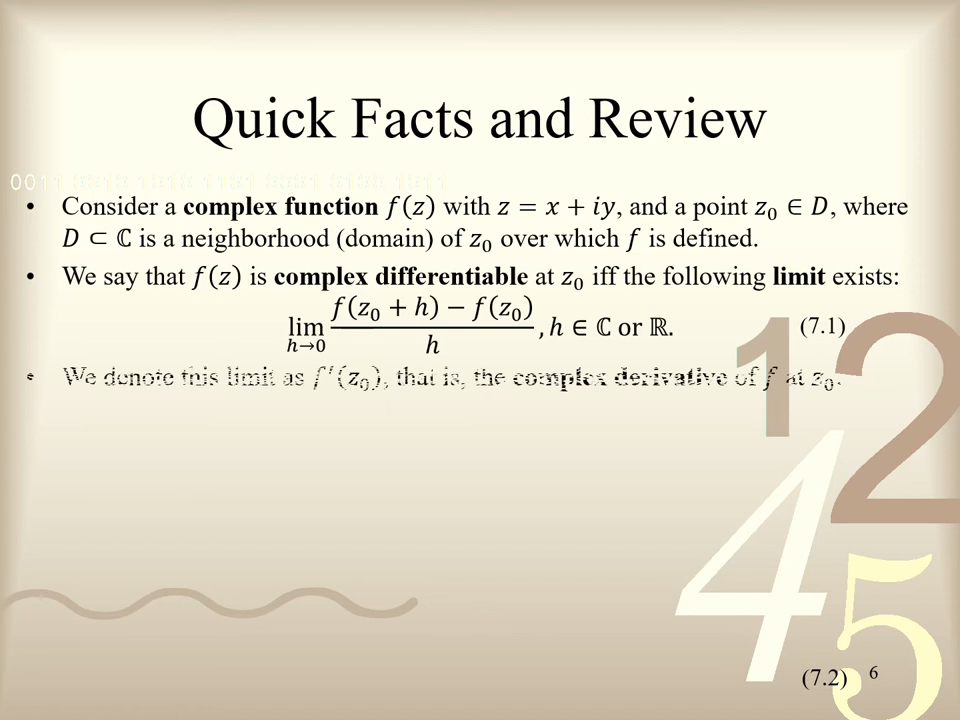 Quick Facts and Review
• Consider a complex function 𝑓(𝑧) with 𝑧 = 𝑥 + 𝑖𝑦, and a point 𝑧₀ ∈ 𝐷, where
𝐷 ⊂ ℂ is a neighborhood (domain) of 𝑧₀ over which 𝑓 is defined.
• We say that 𝑓(𝑧) is complex differentiable at 𝑧₀ iff the following limit exists:
lim ℎ→0 (𝑓(𝑧₀ + ℎ) − 𝑓(𝑧₀)) / ℎ , ℎ ∈ ℂ or ℝ. (7.1)
• We denote this limit as 𝑓′(𝑧₀), that is, the complex derivative of 𝑓 at 𝑧₀.
1 2
4 5
(7.2) 6